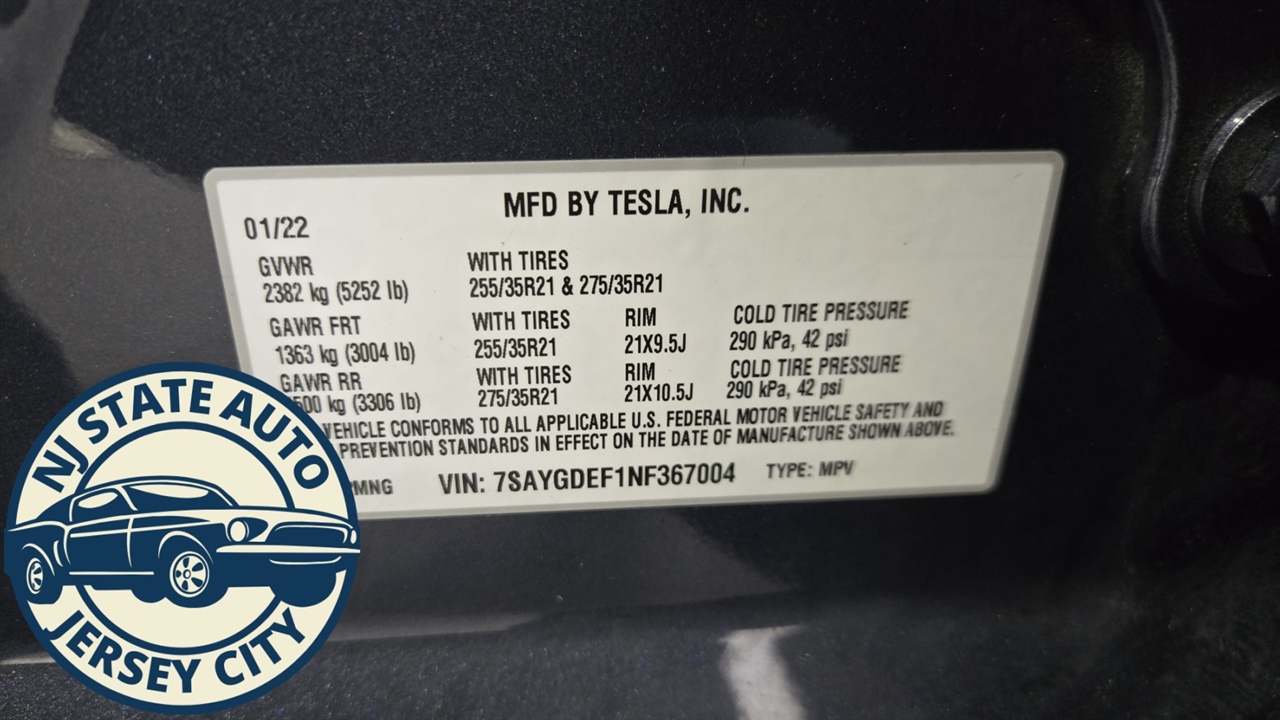 MFD BY TESLA, INC.
01/22
GVWR WITH TIRES
2382 kg (5252 lb) 255/35R21 & 275/35R21
GAWR FRT WITH TIRES RIM COLD TIRE PRESSURE
1363 kg (3004 lb) 255/35R21 21X9.5J 290 kPa, 42 psi
GAWR RR WITH TIRES RIM COLD TIRE PRESSURE
kg (3306 lb) 275/35R21 21X10.5J 290 kPa, 42 psi
VEHICLE CONFORMS TO ALL APPLICABLE U.S. FEDERAL MOTOR VEHICLE SAFETY AND
PREVENTION STANDARDS IN EFFECT ON THE DATE OF MANUFACTURE SHOWN ABOVE.
PMNG VIN: 7SAYGDEF1NF367004 TYPE: MPV
NJ STATE AUTO
JERSEY CITY